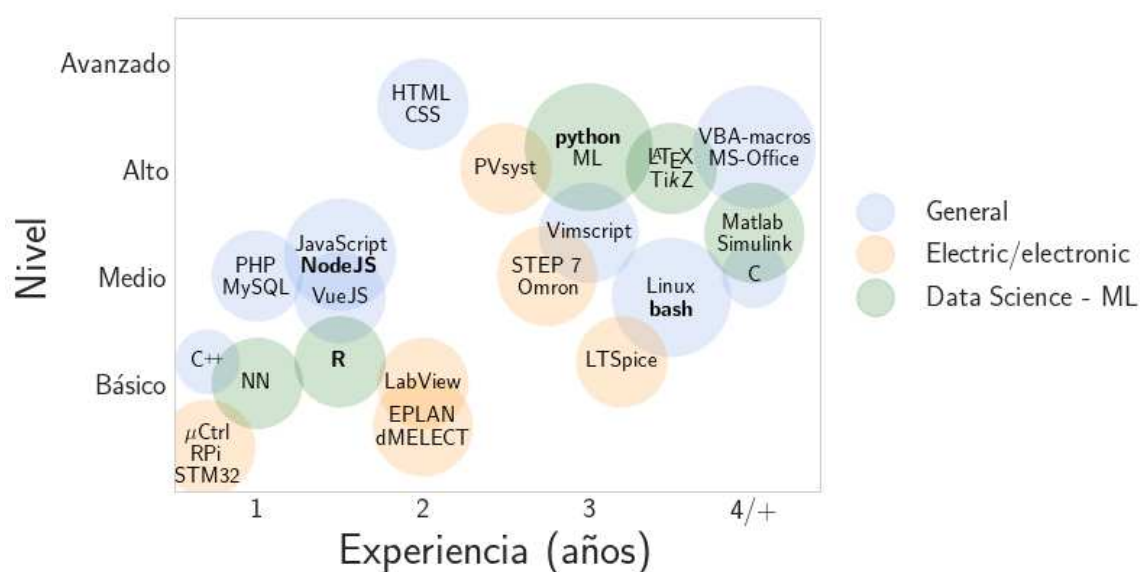 Avanzado
HTML
CSS
python
ML
VBA-macros
MS-Office
PVsyst
LATEX
TikZ
Alto
Nivel
General
Vimscript
Matlab
Simulink
JavaScript
NodeJS
PHP
MySQL
VueJS
STEP 7
Omron
C
Linux
bash
Electric/electronic
Medio
Data Science - ML
C++
R
LTSpice
NN
LabView
Básico
EPLAN
dMELECT
μCtrl
RPi
STM32
1
2
3
4/+
Experiencia (años)